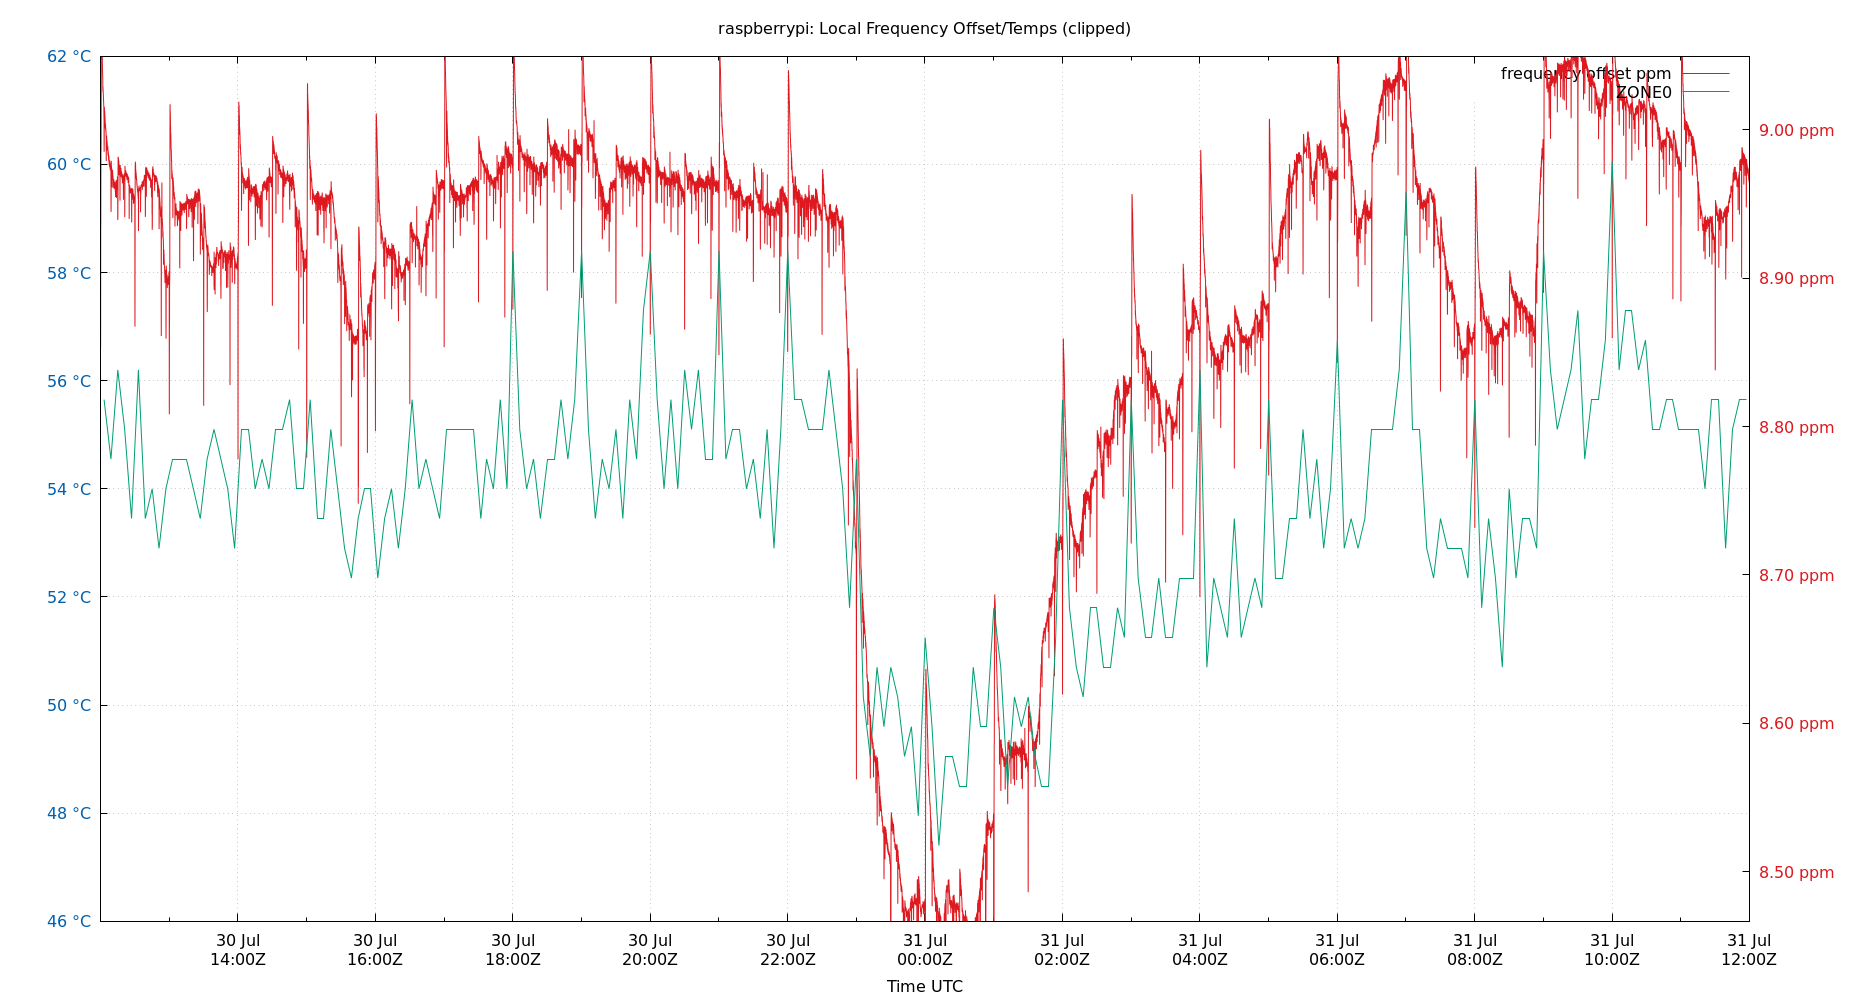 raspberrypi: Local Frequency Offset/Temps (clipped)
62 °C
60 °C
58 °C
56 °C
54 °C
52 °C
50 °C
48 °C
46 °C
frequency offset ppm
ZONE0
9.00 ppm
8.90 ppm
8.80 ppm
8.70 ppm
8.60 ppm
8.50 ppm
30 Jul
14:00Z
30 Jul
16:00Z
30 Jul
18:00Z
30 Jul
20:00Z
30 Jul
22:00Z
31 Jul
00:00Z
31 Jul
02:00Z
31 Jul
04:00Z
31 Jul
06:00Z
31 Jul
08:00Z
31 Jul
10:00Z
31 Jul
12:00Z
Time UTC